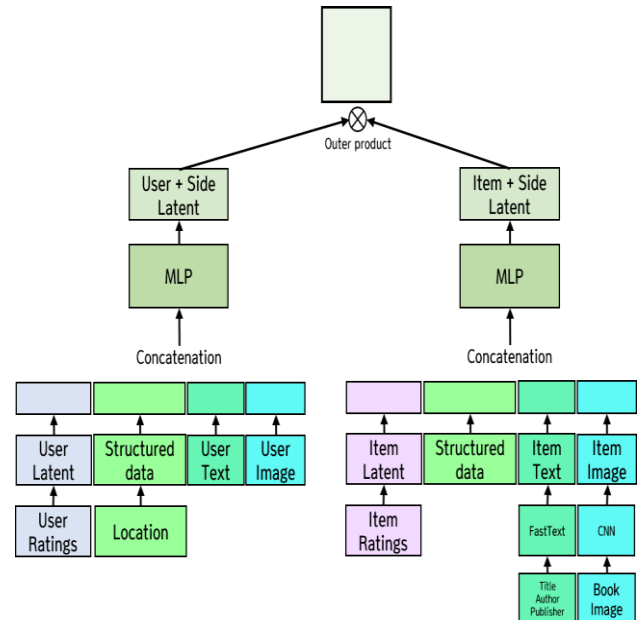 Outer product
User + Side
Latent
Item + Side
Latent
MLP
MLP
Concatenation
Concatenation
User
Latent
Structured
data
User
Text
User
Image
Item
Latent
Structured
data
Item
Text
Item
Image
User
Ratings
Location
Item
Ratings
FastText
CNN
Title
Author
Publisher
Book
Image